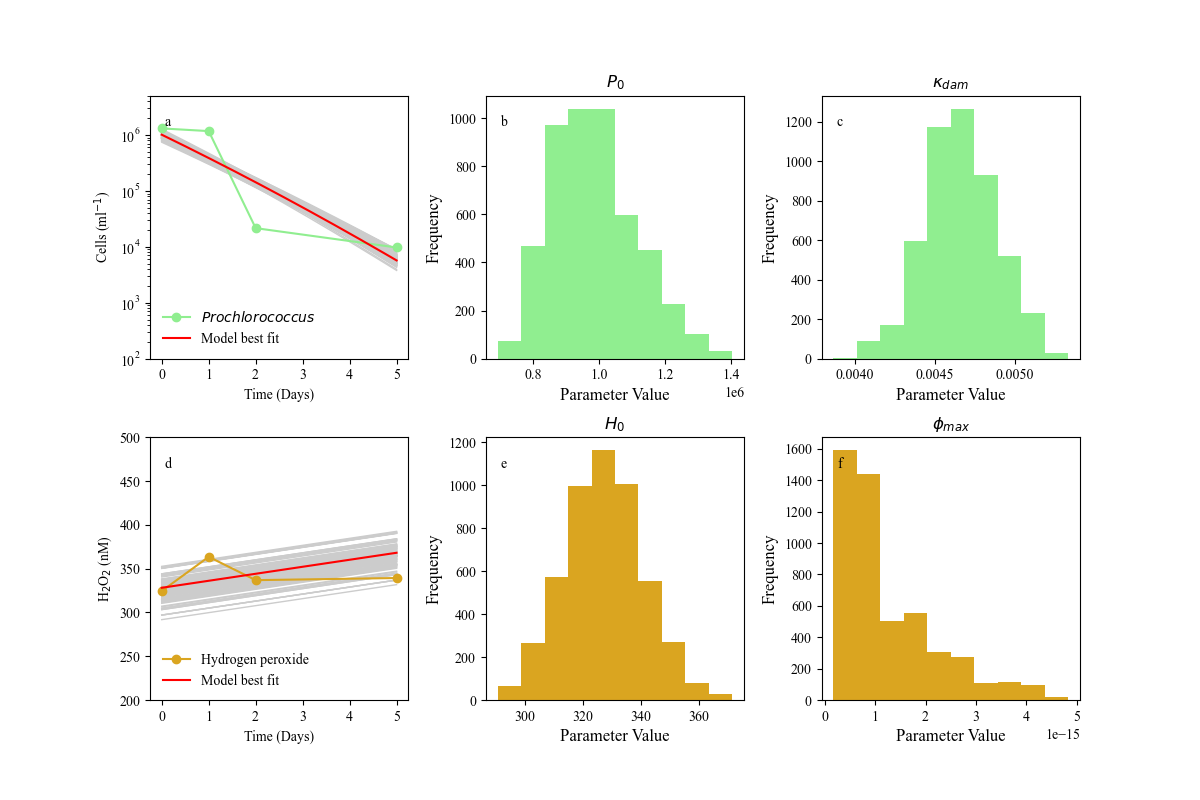 a
10⁶
10⁵
10⁴
10³
10²
Cells (ml⁻¹)
Prochlorococcus
Model best fit
0 1 2 3 4 5
Time (Days)
P₀
b
1000
800
600
400
200
0
Frequency
0.8 1.0 1.2 1.4
1e6
Parameter Value
κ_dam
c
1200
1000
800
600
400
200
0
Frequency
0.0040 0.0045 0.0050
Parameter Value
d
500
450
400
350
300
250
200
H₂O₂ (nM)
Hydrogen peroxide
Model best fit
0 1 2 3 4 5
Time (Days)
H₀
e
1200
1000
800
600
400
200
0
Frequency
300 320 340 360
Parameter Value
ϕ_max
f
1600
1400
1200
1000
800
600
400
200
0
Frequency
0 1 2 3 4 5
1e−15
Parameter Value